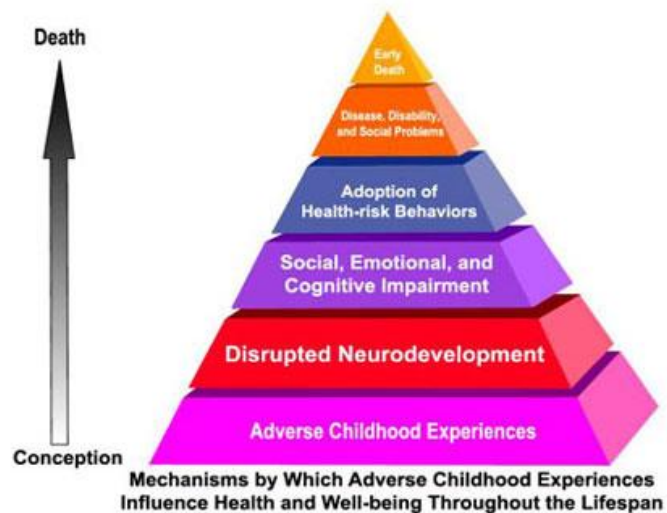 Death
Early
Death
Disease, Disability,
and Social Problems
Adoption of
Health-risk Behaviors
Social, Emotional, and
Cognitive Impairment
Disrupted Neurodevelopment
Adverse Childhood Experiences
Conception
Mechanisms by Which Adverse Childhood Experiences
Influence Health and Well-being Throughout the Lifespan